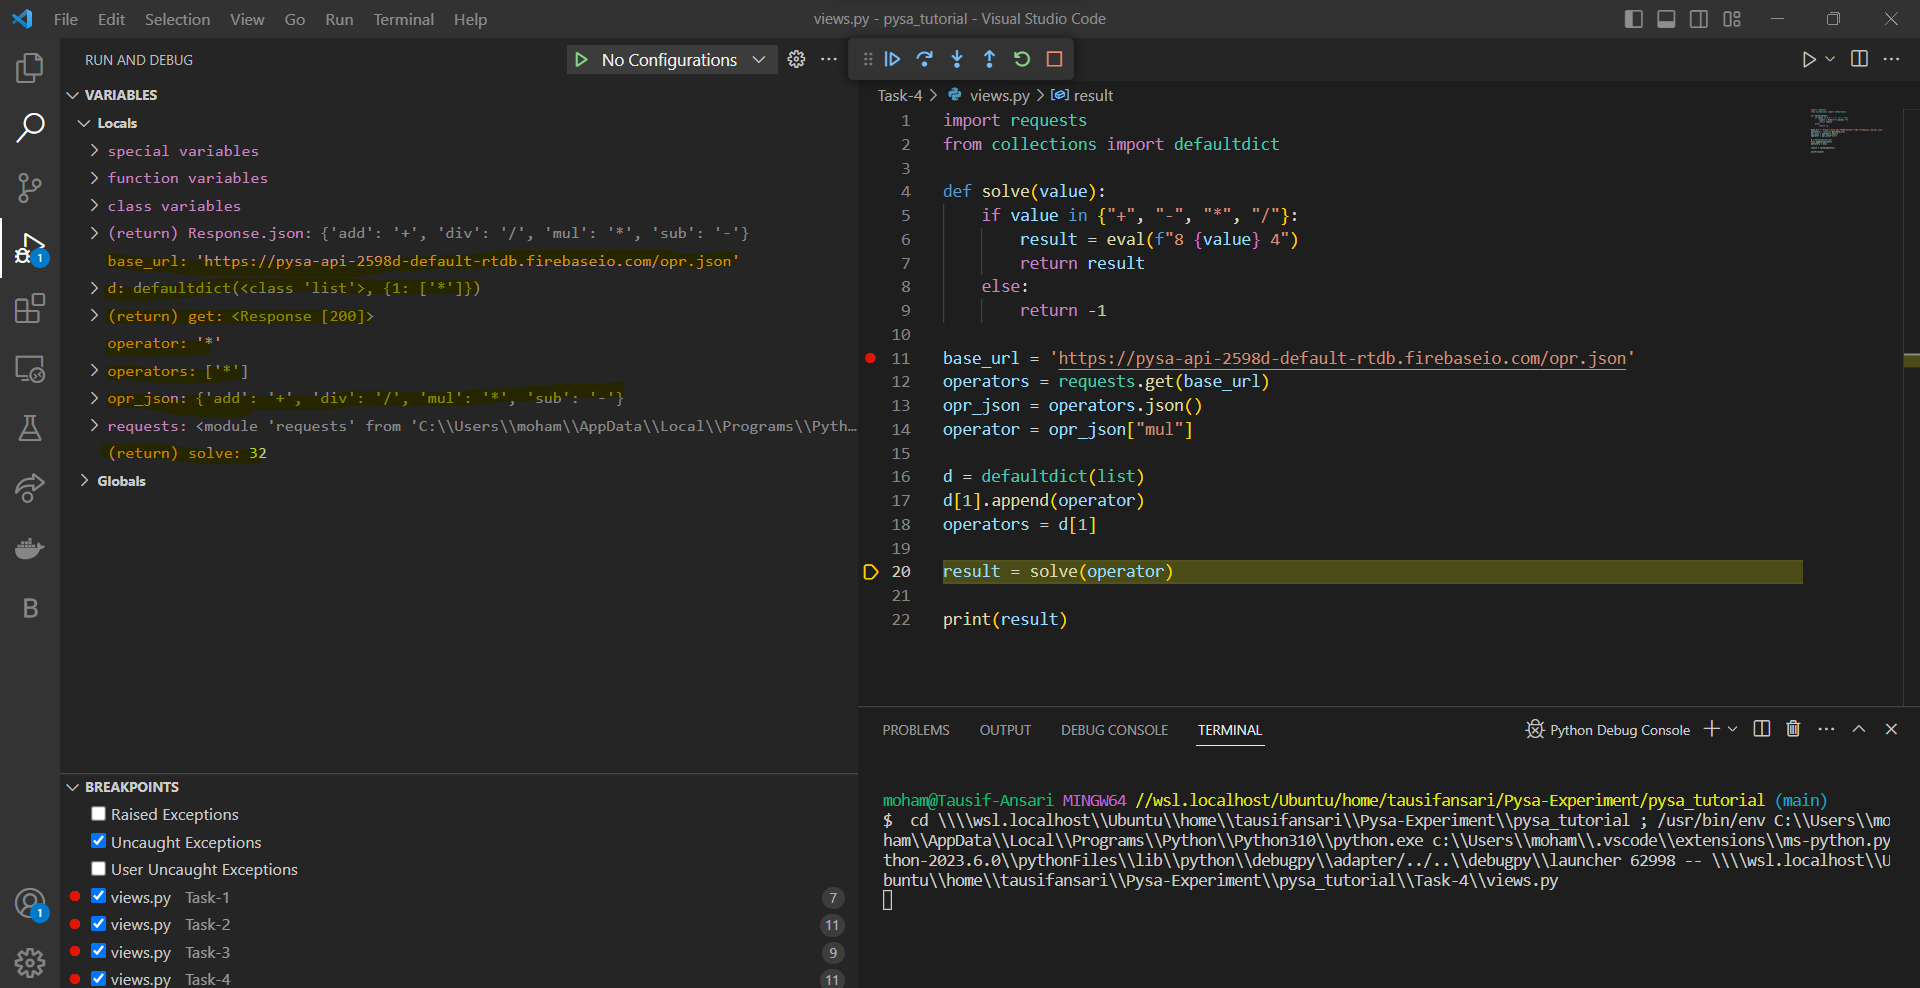 File Edit Selection View Go Run Terminal Help
views.py - pysa_tutorial - Visual Studio Code
RUN AND DEBUG
No Configurations
VARIABLES
Locals
special variables
function variables
class variables
(return) Response.json: {'add': '+', 'div': '/', 'mul': '*', 'sub': '-'}
base_url: 'https://pysa-api-2598d-default-rtdb.firebaseio.com/opr.json'
d: defaultdict(<class 'list'>, {1: ['*']})
(return) get: <Response [200]>
operator: '*'
operators: ['*']
opr_json: {'add': '+', 'div': '/', 'mul': '*', 'sub': '-'}
requests: <module 'requests' from 'C:\\Users\\moham\\AppData\\Local\\Programs\\Pyth…
(return) solve: 32
Globals
1
BREAKPOINTS
Raised Exceptions
Uncaught Exceptions
User Uncaught Exceptions
views.py Task-1 7
views.py Task-2 11
views.py Task-3 9
views.py Task-4 11
B
1
Task-4 > views.py > result
1 import requests
2 from collections import defaultdict
3
4 def solve(value):
5 if value in {"+", "-", "*", "/"}:
6 result = eval(f"8 {value} 4")
7 return result
8 else:
9 return -1
10
11 base_url = 'https://pysa-api-2598d-default-rtdb.firebaseio.com/opr.json'
12 operators = requests.get(base_url)
13 opr_json = operators.json()
14 operator = opr_json["mul"]
15
16 d = defaultdict(list)
17 d[1].append(operator)
18 operators = d[1]
19
20 result = solve(operator)
21
22 print(result)
PROBLEMS OUTPUT DEBUG CONSOLE TERMINAL
Python Debug Console
moham@Tausif-Ansari MINGW64 //wsl.localhost/Ubuntu/home/tausifansari/Pysa-Experiment/pysa_tutorial (main)
$ cd \\\\wsl.localhost\\Ubuntu\\home\\tausifansari\\Pysa-Experiment\\pysa_tutorial ; /usr/bin/env C:\\Users\\mo
ham\\AppData\\Local\\Programs\\Python\\Python310\\python.exe c:\\Users\\moham\\.vscode\\extensions\\ms-python.py
thon-2023.6.0\\pythonFiles\\lib\\python\\debugpy\\adapter/../..\\debugpy\\launcher 62998 -- \\\\wsl.localhost\\U
buntu\\home\\tausifansari\\Pysa-Experiment\\pysa_tutorial\\Task-4\\views.py